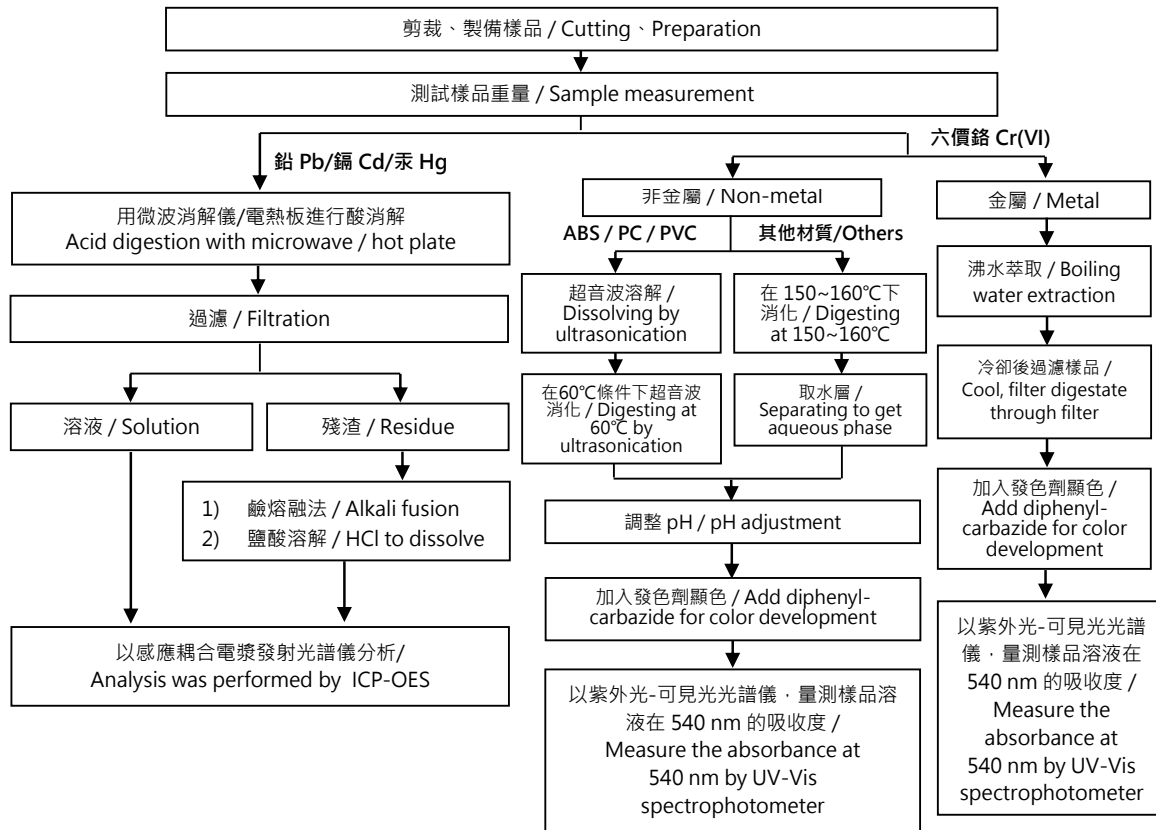 剪裁、製備樣品 / Cutting、Preparation
測試樣品重量 / Sample measurement
鉛 Pb/鎘 Cd/汞 Hg
六價鉻 Cr(VI)
用微波消解儀/電熱板進行酸消解
Acid digestion with microwave / hot plate
過濾 / Filtration
溶液 / Solution
殘渣 / Residue
1) 鹼熔融法 / Alkali fusion
2) 鹽酸溶解 / HCl to dissolve
以感應耦合電漿發射光譜儀分析/
Analysis was performed by ICP-OES
非金屬 / Non-metal
ABS / PC / PVC
其他材質/Others
超音波溶解 /
Dissolving by
ultrasonication
在60℃條件下超音波
消化 / Digesting at
60℃ by
ultrasonication
在 150~160℃下
消化 / Digesting
at 150~160℃
取水層 /
Separating to get
aqueous phase
調整 pH / pH adjustment
加入發色劑顯色 / Add diphenyl-
carbazide for color development
以紫外光-可見光光譜儀，量測樣品溶
液在 540 nm 的吸收度 /
Measure the absorbance at
540 nm by UV-Vis
spectrophotometer
金屬 / Metal
沸水萃取 / Boiling
water extraction
冷卻後過濾樣品 /
Cool, filter digestate
through filter
加入發色劑顯色 /
Add diphenyl-
carbazide for color
development
以紫外光-可見光光譜
儀，量測樣品溶液在
540 nm 的吸收度 /
Measure the
absorbance at
540 nm by UV-Vis
spectrophotometer